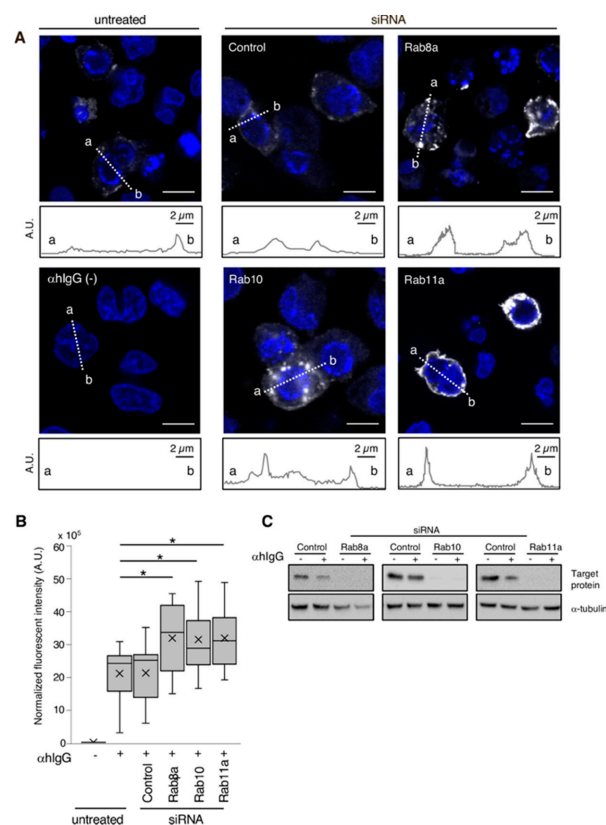 untreated
siRNA
A
Control
Rab8a
a
b
b
a
a
b
2 µm
2 µm
2 µm
A.U.
a
b
a
b
a
b
αhIgG (-)
Rab10
Rab11a
a
b
a
b
a
b
2 µm
2 µm
2 µm
A.U.
a
b
a
b
a
b
B
x 10⁵
Normalized fluorescent intensity (A.U.)
60
50
40
30
20
10
0
*
*
*
αhIgG
-
+
+
+
+
+
Control
Rab8a
Rab10
Rab11a
untreated
siRNA
C
siRNA
Control
Rab8a
Control
Rab10
Control
Rab11a
αhIgG
- + - +
- + - +
- + - +
Target
protein
α-tubulin